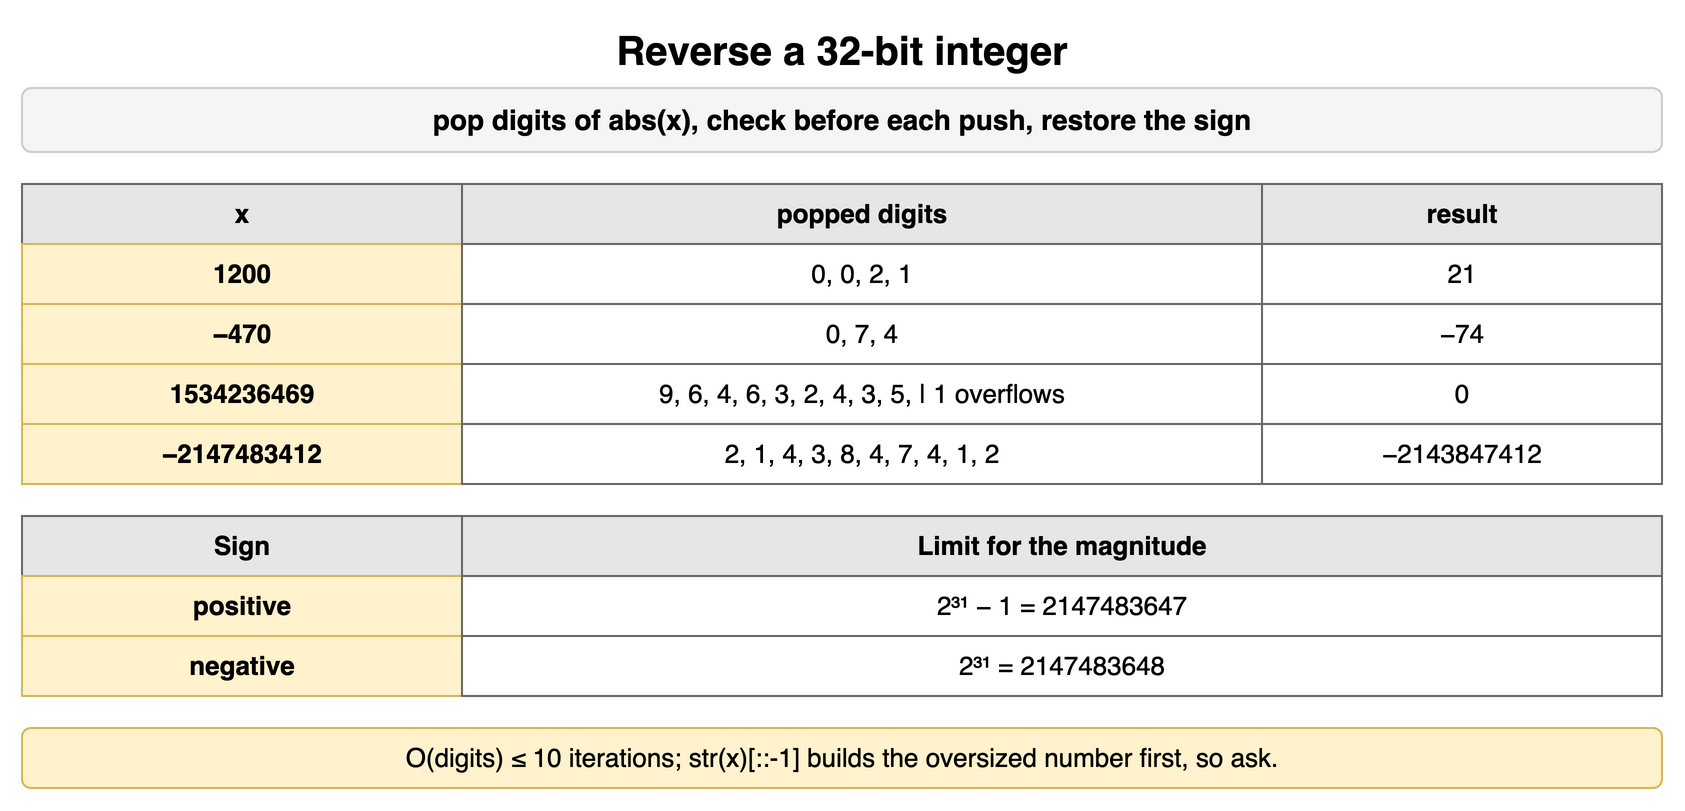 Reverse a 32-bit integer
pop digits of abs(x), check before each push, restore the sign
x popped digits result
1200 0, 0, 2, 1 21
−470 0, 7, 4 −74
1534236469 9, 6, 4, 6, 3, 2, 4, 3, 5, | 1 overflows 0
−2147483412 2, 1, 4, 3, 8, 4, 7, 4, 1, 2 −2143847412
Sign Limit for the magnitude
positive 2³¹ − 1 = 2147483647
negative 2³¹ = 2147483648
O(digits) ≤ 10 iterations; str(x)[::-1] builds the oversized number first, so ask.